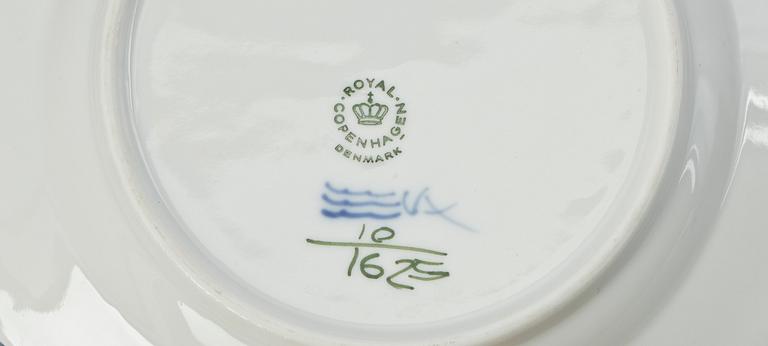 ROYAL
COPENHAGEN
DENMARK
10
1625